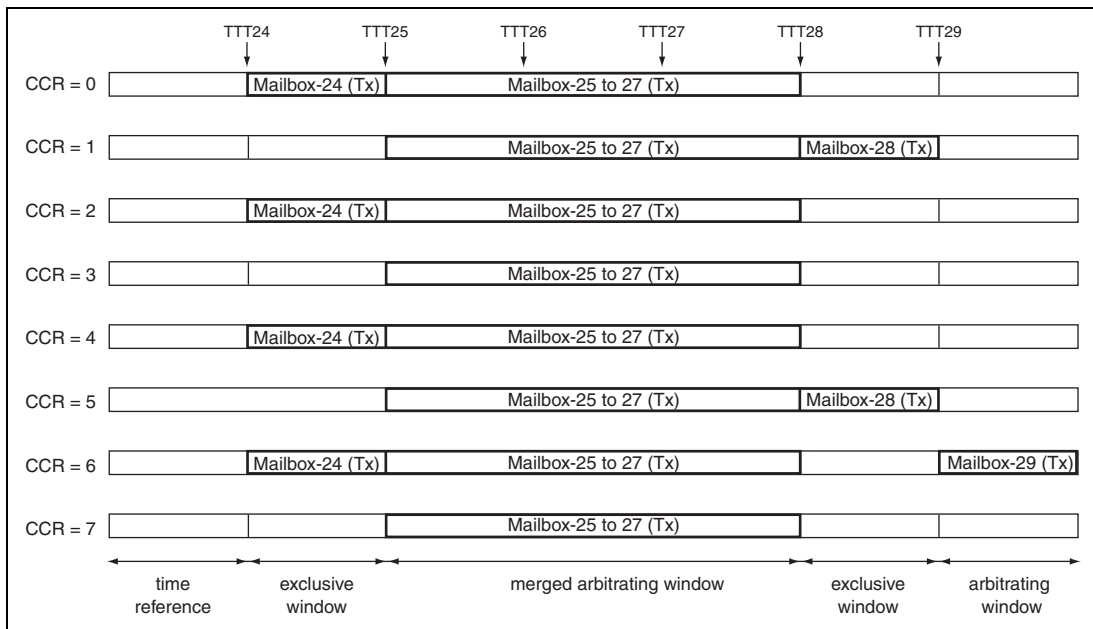 TTT24 TTT25 TTT26 TTT27 TTT28 TTT29
CCR = 0 Mailbox-24 (Tx) Mailbox-25 to 27 (Tx)
CCR = 1 Mailbox-25 to 27 (Tx) Mailbox-28 (Tx)
CCR = 2 Mailbox-24 (Tx) Mailbox-25 to 27 (Tx)
CCR = 3 Mailbox-25 to 27 (Tx)
CCR = 4 Mailbox-24 (Tx) Mailbox-25 to 27 (Tx)
CCR = 5 Mailbox-25 to 27 (Tx) Mailbox-28 (Tx)
CCR = 6 Mailbox-24 (Tx) Mailbox-25 to 27 (Tx) Mailbox-29 (Tx)
CCR = 7 Mailbox-25 to 27 (Tx)
time exclusive merged arbitrating window exclusive arbitrating
reference window window window